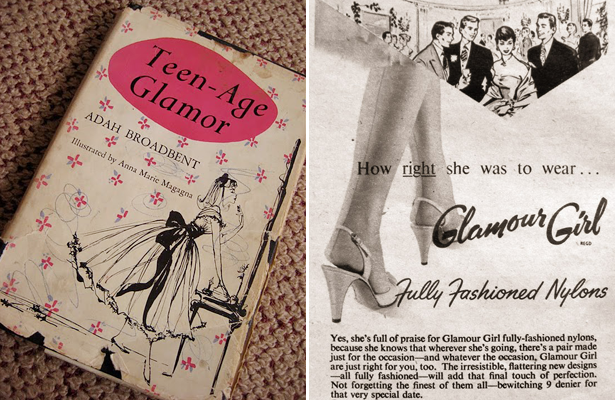 Teen-Age
Glamor
ADAH BROADBENT
Illustrated by Anna Marie Magagna
How right she was to wear...
Glamour Girl
REGD
Fully Fashioned Nylons
Yes, she's full of praise for Glamour Girl fully-fashioned nylons,
because she knows that wherever she's going, there's a pair made
just for the occasion—and whatever the occasion, Glamour Girl
are just right for you, too. The irresistible, flattering new designs
—all fully fashioned—will add that final touch of perfection.
Not forgetting the finest of them all—bewitching 9 denier for
that very special date.